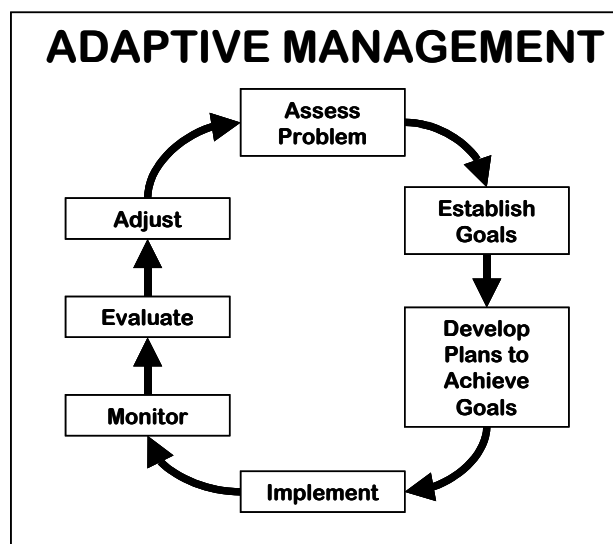 ADAPTIVE MANAGEMENT
Assess
Problem
Establish
Goals
Develop
Plans to
Achieve
Goals
Implement
Monitor
Evaluate
Adjust